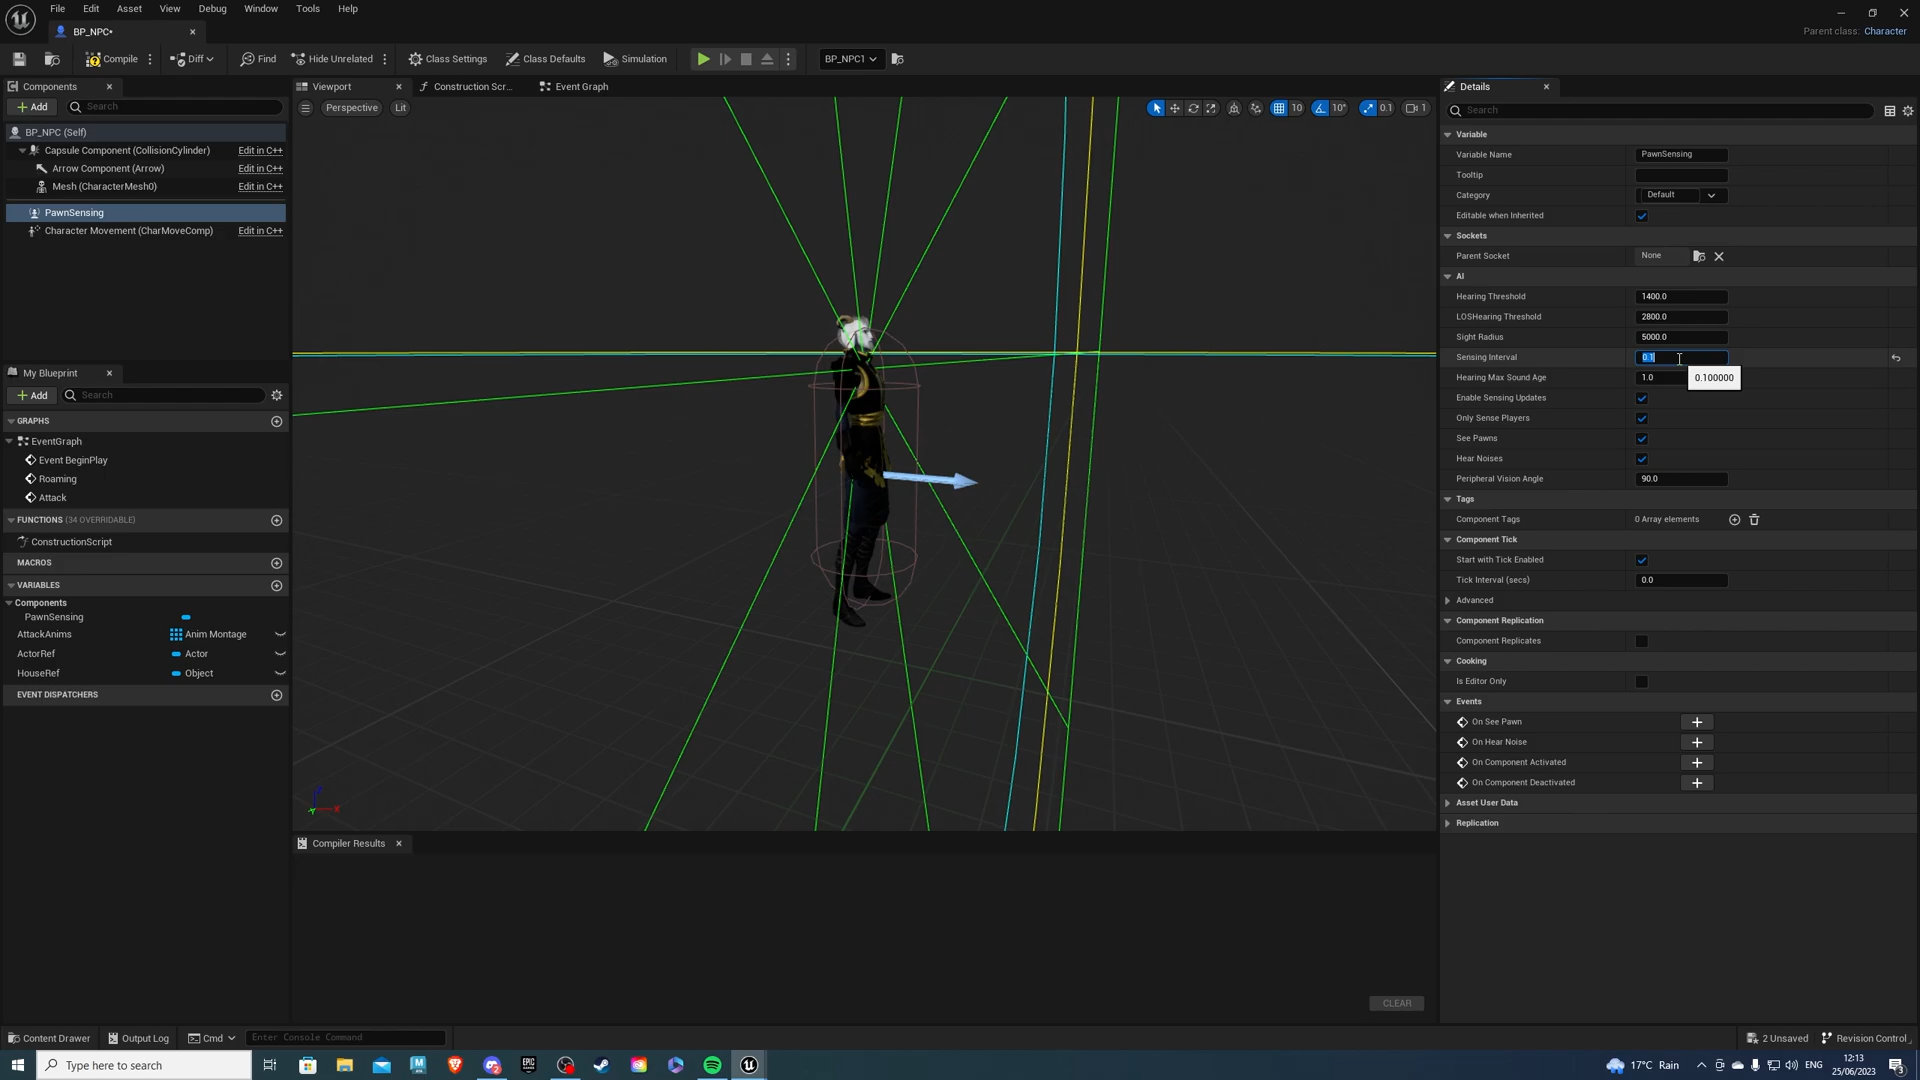 File Edit Asset View Debug Window Tools Help
BP_NPC•
Parent class: Character
Compile Diff Find Hide Unrelated Class Settings Class Defaults Simulation BP_NPC1
Components
Add Search
BP_NPC (Self)
Capsule Component (CollisionCylinder) Edit in C++
Arrow Component (Arrow) Edit in C++
Mesh (CharacterMesh0) Edit in C++
PawnSensing
Character Movement (CharMoveComp) Edit in C++
My Blueprint
Add Search
GRAPHS
EventGraph
Event BeginPlay
Roaming
Attack
FUNCTIONS (34 OVERRIDABLE)
ConstructionScript
MACROS
VARIABLES
Components
PawnSensing
AttackAnims Anim Montage
ActorRef Actor
HouseRef Object
EVENT DISPATCHERS
Viewport Construction Scr... Event Graph
Perspective Lit 10 10° 0.1 1
Z X Y
Compiler Results
CLEAR
Details
Search
Variable
Variable Name PawnSensing
Tooltip
Category Default
Editable when Inherited
Sockets
Parent Socket None
AI
Hearing Threshold 1400.0
LOSHearing Threshold 2800.0
Sight Radius 5000.0
Sensing Interval 0.1
Hearing Max Sound Age 1.0 0.100000
Enable Sensing Updates
Only Sense Players
See Pawns
Hear Noises
Peripheral Vision Angle 90.0
Tags
Component Tags 0 Array elements
Component Tick
Start with Tick Enabled
Tick Interval (secs) 0.0
Advanced
Component Replication
Component Replicates
Cooking
Is Editor Only
Events
On See Pawn
On Hear Noise
On Component Activated
On Component Deactivated
Asset User Data
Replication
Content Drawer Output Log Cmd Enter Console Command 2 Unsaved Revision Control
Type here to search 17°C Rain ENG 12:13
25/06/2023